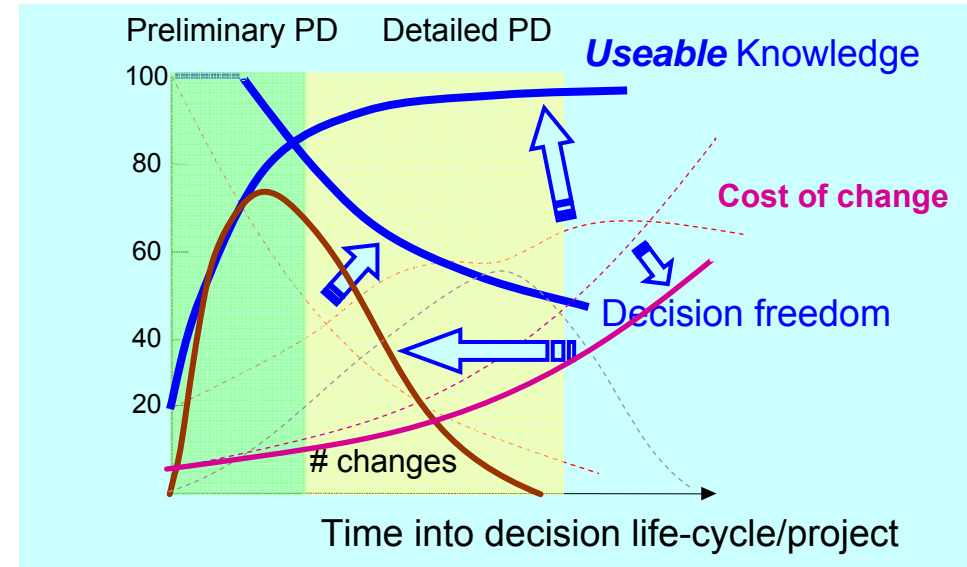 Preliminary PD Detailed PD
Useable Knowledge
100
80
60
40
20
Cost of change
Decision freedom
# changes
Time into decision life-cycle/project